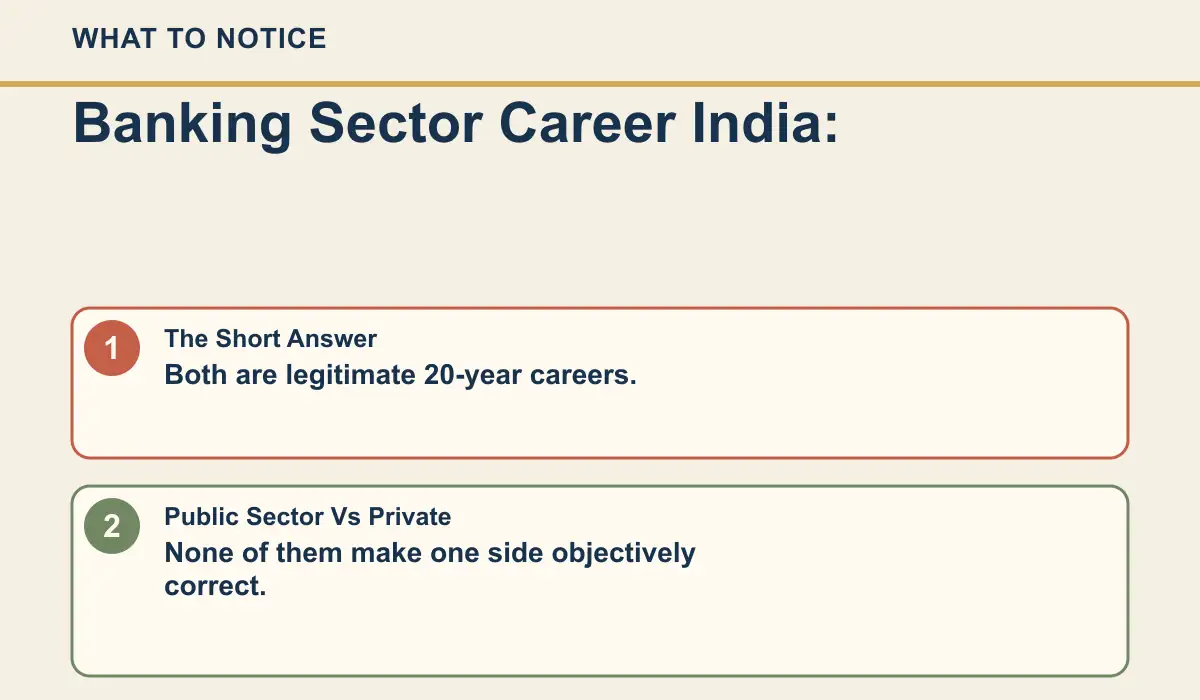 WHAT TO NOTICE
Banking Sector Career India:
1
The Short Answer
Both are legitimate 20-year careers.
2
Public Sector Vs Private
None of them make one side objectively
correct.